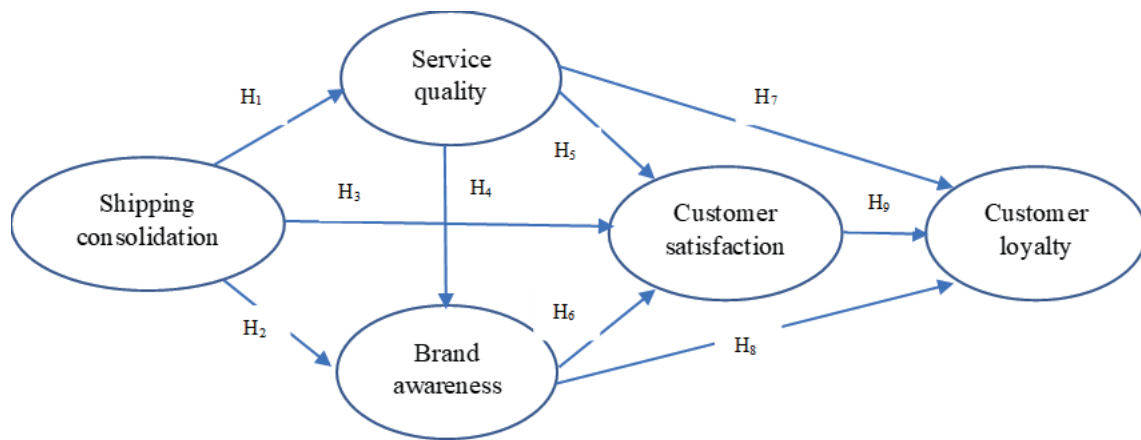 Service
quality
H₁
H₇
H₅
Shipping
consolidation
H₃
H₄
Customer
satisfaction
H₉
Customer
loyalty
H₂
H₆
H₈
Brand
awareness